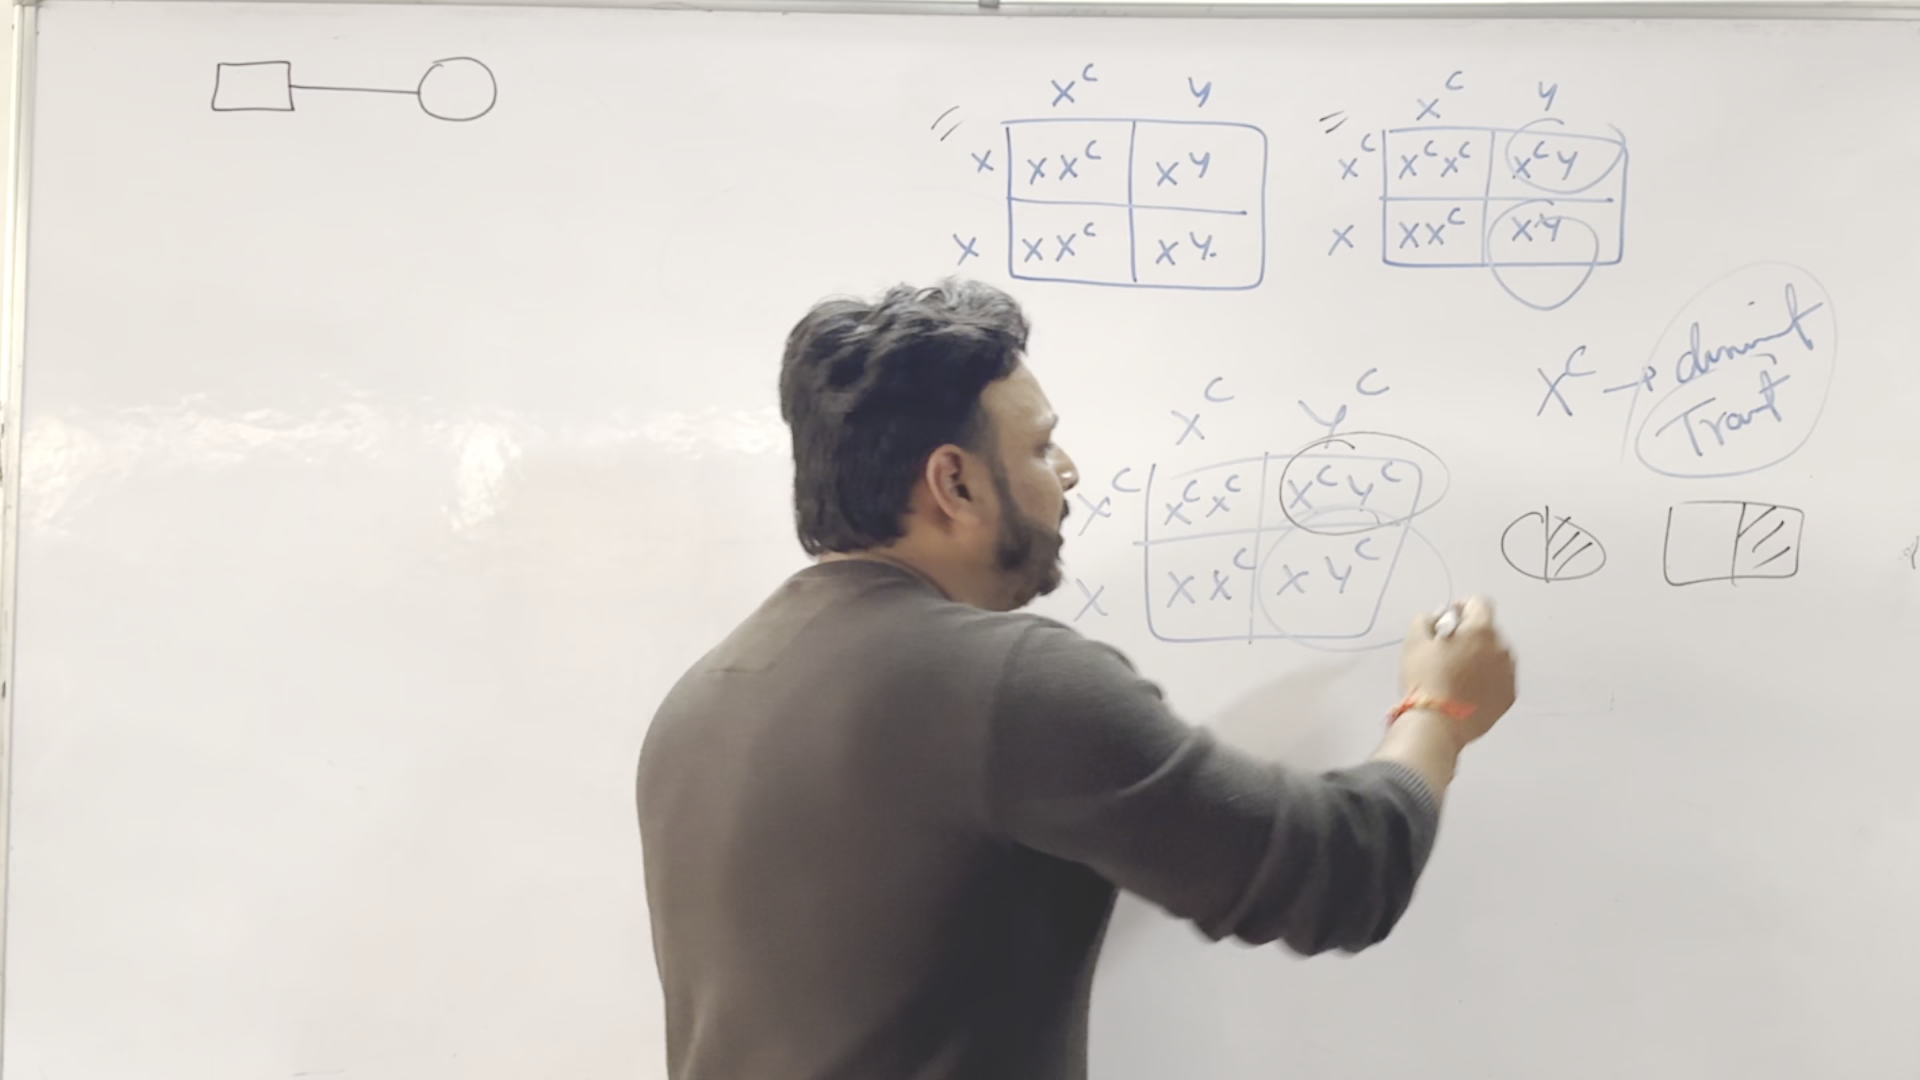 X^C Y
X XX^C XY
X XX^C XY.
X^C Y
X^C X^CX^C X^CY
X XX^C XY
X^C → dominant
Trait
X^C Y^C
X^C X^CX^C X^CY^C
X XX^C XY^C